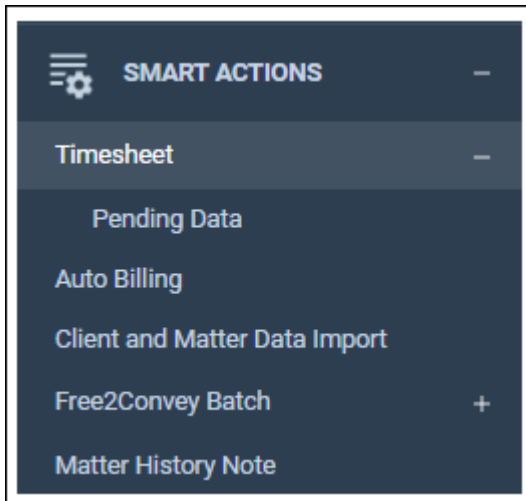 SMART ACTIONS –
Timesheet –
Pending Data
Auto Billing
Client and Matter Data Import
Free2Convey Batch +
Matter History Note